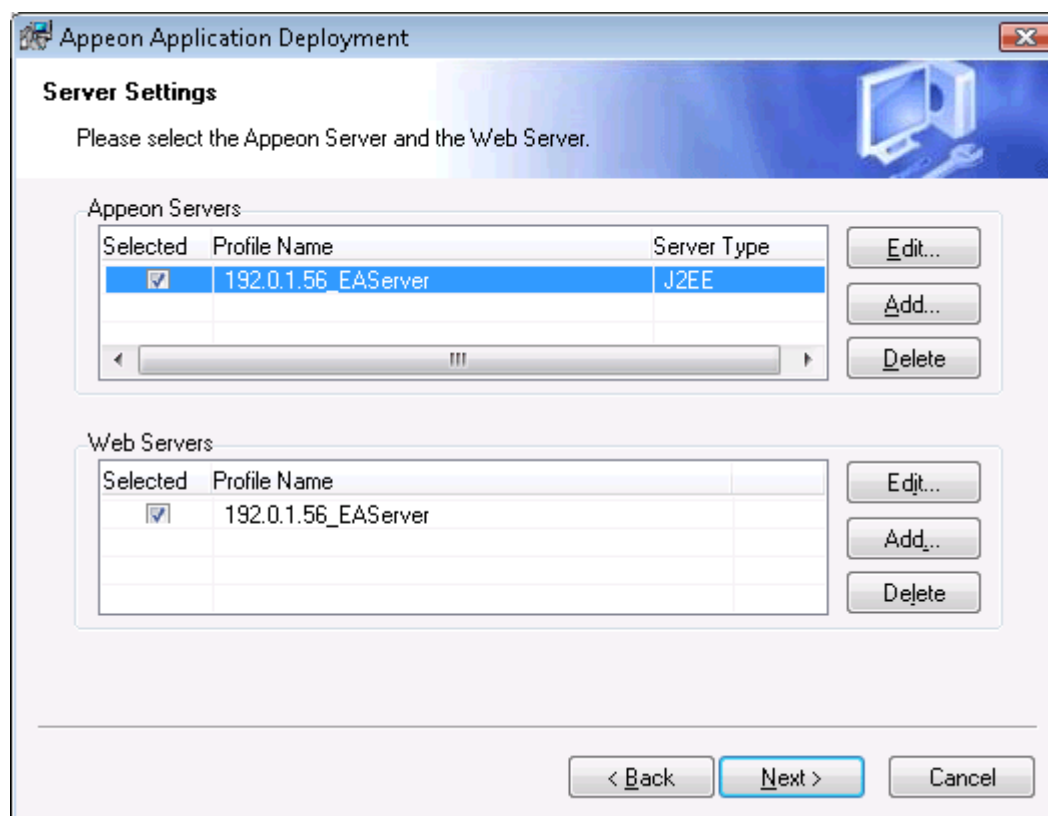 Appeon Application Deployment
Server Settings
Please select the Appeon Server and the Web Server.
Appeon Servers
Selected Profile Name Server Type
192.0.1.56_EAServer J2EE
Edit...
Add...
Delete
Web Servers
Selected Profile Name
192.0.1.56_EAServer
Edit...
Add...
Delete
< Back Next > Cancel